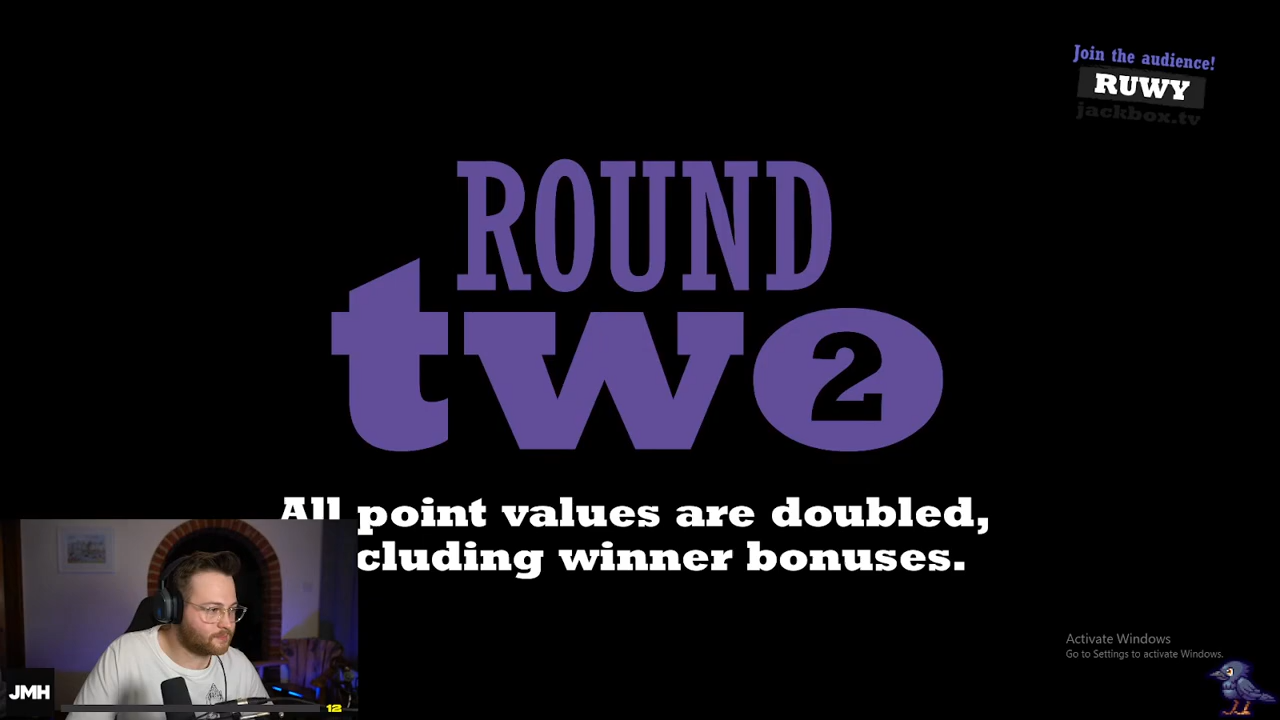 Join the audience!
RUWY
jackbox.tv
ROUND
two
2
All point values are doubled,
cluding winner bonuses.
Activate Windows
Go to Settings to activate Windows.
JMH
12